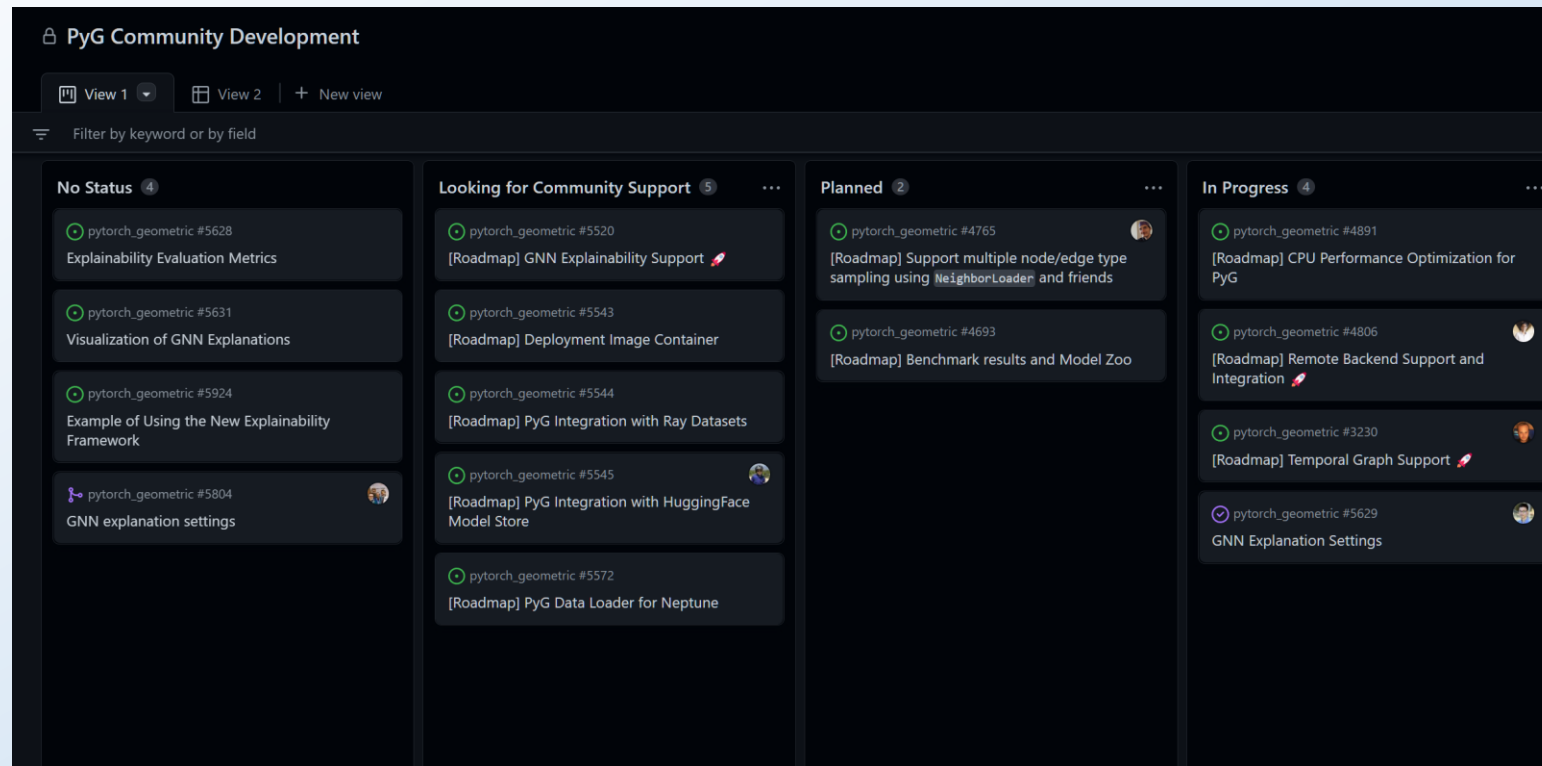 PyG Community Development
View 1
View 2
New view
Filter by keyword or by field
No Status 4
pytorch_geometric #5628
Explainability Evaluation Metrics
pytorch_geometric #5631
Visualization of GNN Explanations
pytorch_geometric #5924
Example of Using the New Explainability
Framework
pytorch_geometric #5804
GNN explanation settings
Looking for Community Support 5
pytorch_geometric #5520
[Roadmap] GNN Explainability Support 🚀
pytorch_geometric #5543
[Roadmap] Deployment Image Container
pytorch_geometric #5544
[Roadmap] PyG Integration with Ray Datasets
pytorch_geometric #5545
[Roadmap] PyG Integration with HuggingFace
Model Store
pytorch_geometric #5572
[Roadmap] PyG Data Loader for Neptune
Planned 2
pytorch_geometric #4765
[Roadmap] Support multiple node/edge type
sampling using NeighborLoader and friends
pytorch_geometric #4693
[Roadmap] Benchmark results and Model Zoo
In Progress 4
pytorch_geometric #4891
[Roadmap] CPU Performance Optimization for
PyG
pytorch_geometric #4806
[Roadmap] Remote Backend Support and
Integration 🚀
pytorch_geometric #3230
[Roadmap] Temporal Graph Support 🚀
pytorch_geometric #5629
GNN Explanation Settings